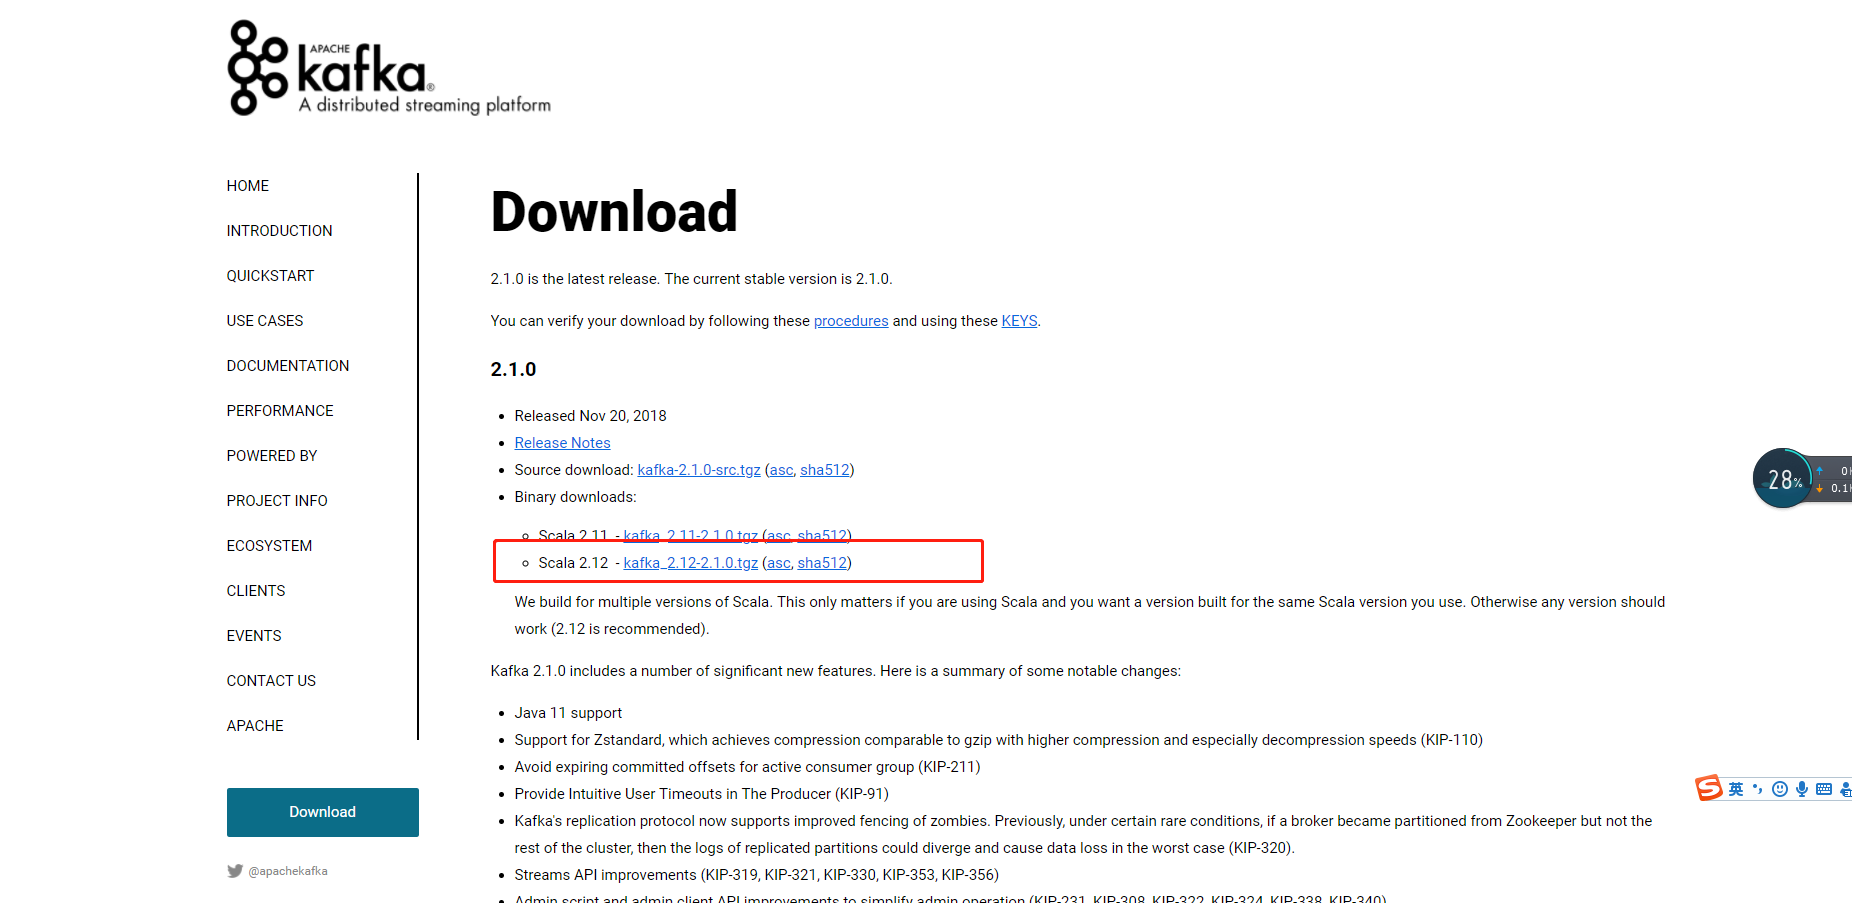 APACHE
kafka®
A distributed streaming platform
HOME
INTRODUCTION
QUICKSTART
USE CASES
DOCUMENTATION
PERFORMANCE
POWERED BY
PROJECT INFO
ECOSYSTEM
CLIENTS
EVENTS
CONTACT US
APACHE
Download
@apachekafka
Download
2.1.0 is the latest release. The current stable version is 2.1.0.
You can verify your download by following these procedures and using these KEYS.
2.1.0
Released Nov 20, 2018
Release Notes
Source download: kafka-2.1.0-src.tgz (asc, sha512)
Binary downloads:
Scala 2.11 - kafka_2.11-2.1.0.tgz (asc, sha512)
Scala 2.12 - kafka_2.12-2.1.0.tgz (asc, sha512)
We build for multiple versions of Scala. This only matters if you are using Scala and you want a version built for the same Scala version you use. Otherwise any version should
work (2.12 is recommended).
Kafka 2.1.0 includes a number of significant new features. Here is a summary of some notable changes:
Java 11 support
Support for Zstandard, which achieves compression comparable to gzip with higher compression and especially decompression speeds (KIP-110)
Avoid expiring committed offsets for active consumer group (KIP-211)
Provide Intuitive User Timeouts in The Producer (KIP-91)
Kafka's replication protocol now supports improved fencing of zombies. Previously, under certain rare conditions, if a broker became partitioned from Zookeeper but not the
rest of the cluster, then the logs of replicated partitions could diverge and cause data loss in the worst case (KIP-320).
Streams API improvements (KIP-319, KIP-321, KIP-330, KIP-353, KIP-356)
Admin script and admin client API improvements to simplify admin operation (KIP-231, KIP-308, KIP-322, KIP-324, KIP-338, KIP-340)
28%
0K
0.1K
S 英